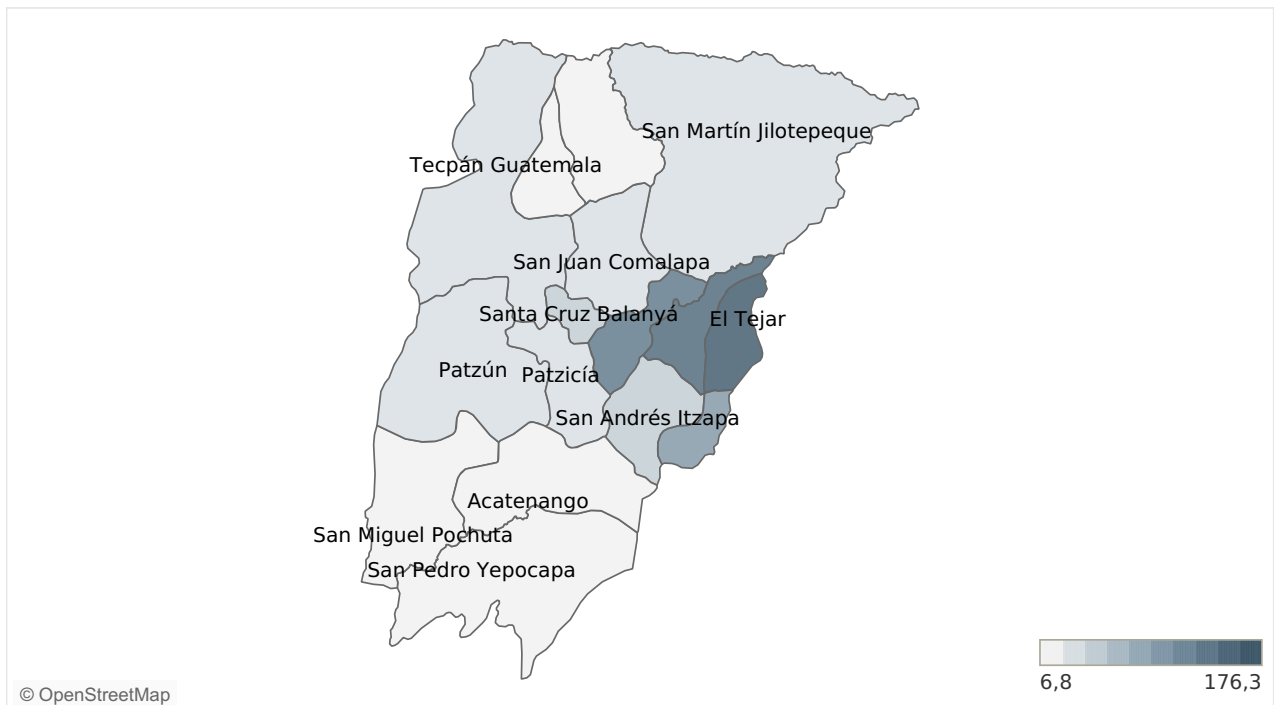 San Martín Jilotepeque
Tecpán Guatemala
San Juan Comalapa
Santa Cruz Balanyá
El Tejar
Patzún
Patzicía
San Andrés Itzapa
Acatenango
San Miguel Pochuta
San Pedro Yepocapa
6,8
176,3
© OpenStreetMap